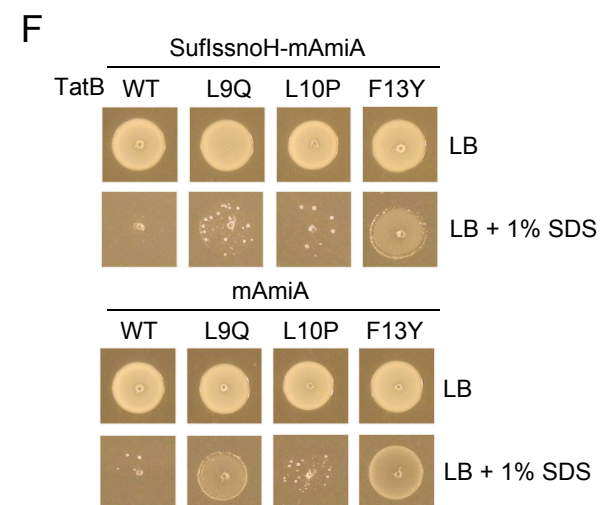 F
SufIssnoH-mAmiA
TatB WT L9Q L10P F13Y
LB
LB + 1% SDS
mAmiA
WT L9Q L10P F13Y
LB
LB + 1% SDS